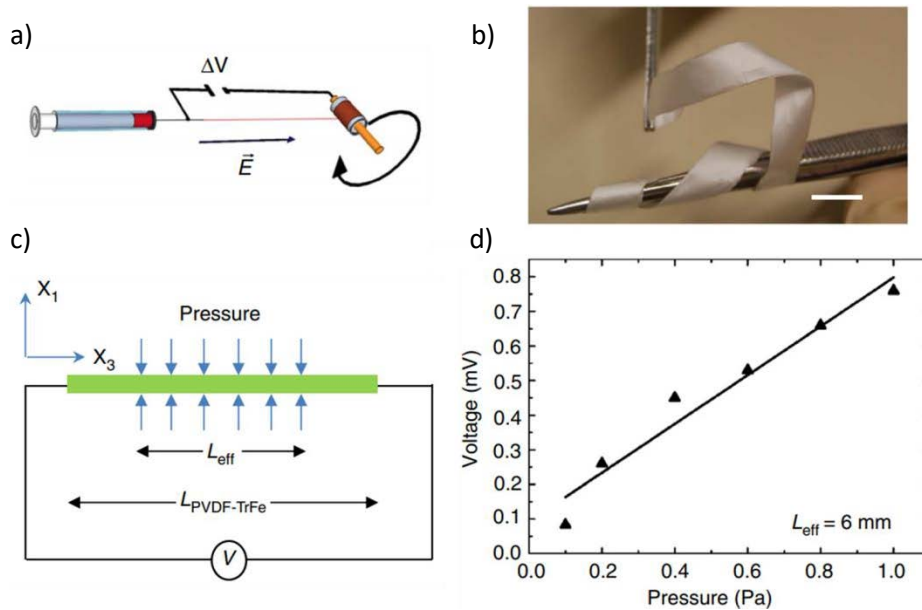 a)
ΔV
E
b)
c)
X1
X3
Pressure
Leff
LPVDF-TrFe
V
d)
0.8
0.7
0.6
0.5
0.4
0.3
0.2
0.1
0.0
Voltage (mV)
Leff = 6 mm
0.0 0.2 0.4 0.6 0.8 1.0
Pressure (Pa)